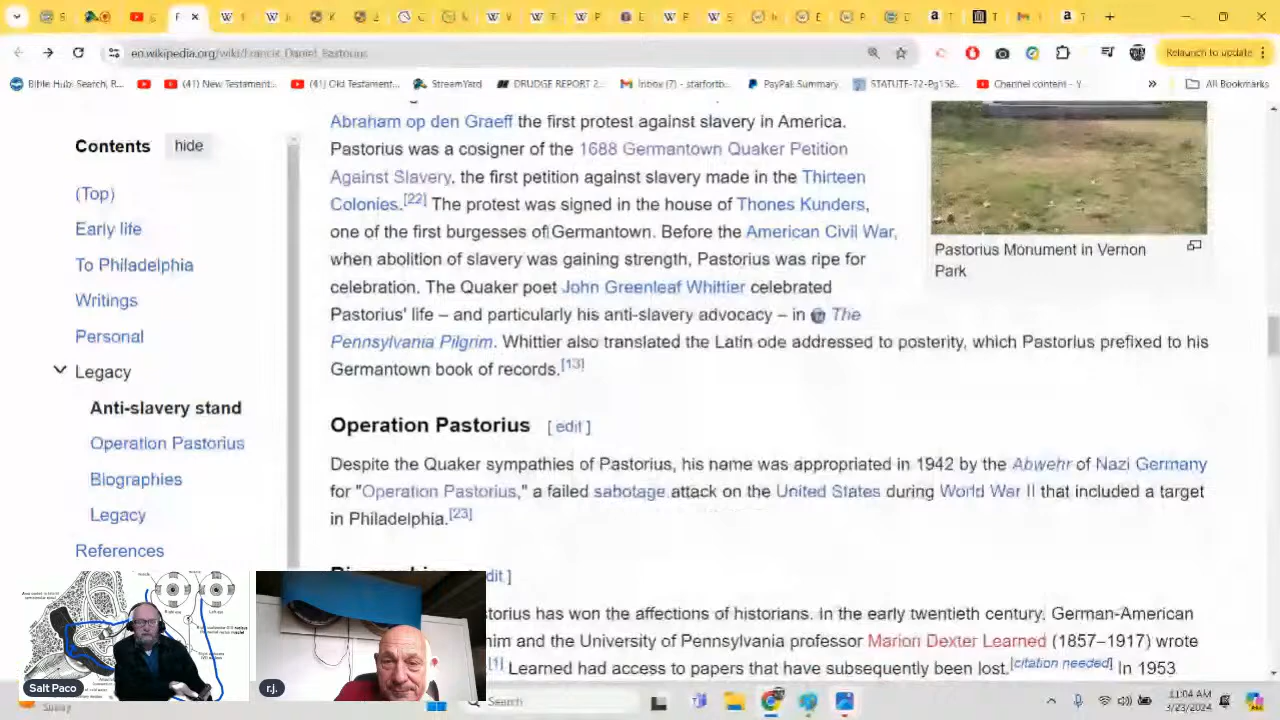 en.wikipedia.org/wiki/Francis_Daniel_Pastorius
Relaunch to update
Bible Hub: Search, R...
(41) New Testament...
(41) Old Testament...
StreamYard
DRUDGE REPORT 2...
Inbox (7) - starfortb...
PayPal: Summary
STATUTE-72-Pg158...
Channel content - Y...
All Bookmarks
Contents hide
(Top)
Early life
To Philadelphia
Writings
Personal
Legacy
Anti-slavery stand
Operation Pastorius
Biographies
Legacy
References
Abraham op den Graeff the first protest against slavery in America.
Pastorius was a cosigner of the 1688 Germantown Quaker Petition
Against Slavery, the first petition against slavery made in the Thirteen
Colonies.[22] The protest was signed in the house of Thones Kunders,
one of the first burgesses of Germantown. Before the American Civil War,
when abolition of slavery was gaining strength, Pastorius was ripe for
celebration. The Quaker poet John Greenleaf Whittier celebrated
Pastorius' life – and particularly his anti-slavery advocacy – in The
Pennsylvania Pilgrim. Whittier also translated the Latin ode addressed to posterity, which Pastorius prefixed to his
Germantown book of records.[13]
Pastorius Monument in Vernon
Park
Operation Pastorius [ edit ]
Despite the Quaker sympathies of Pastorius, his name was appropriated in 1942 by the Abwehr of Nazi Germany
for "Operation Pastorius," a failed sabotage attack on the United States during World War II that included a target
in Philadelphia.[23]
edit ]
torius has won the affections of historians. in the early twentieth century. German-American
him and the University of Pennsylvania professor Marion Dexter Learned (1857–1917) wrote
[1] Learned had access to papers that have subsequently been lost.[citation needed] In 1953
Salt Paco
r.j.
Sunny
Search
11:04 AM
3/23/2024